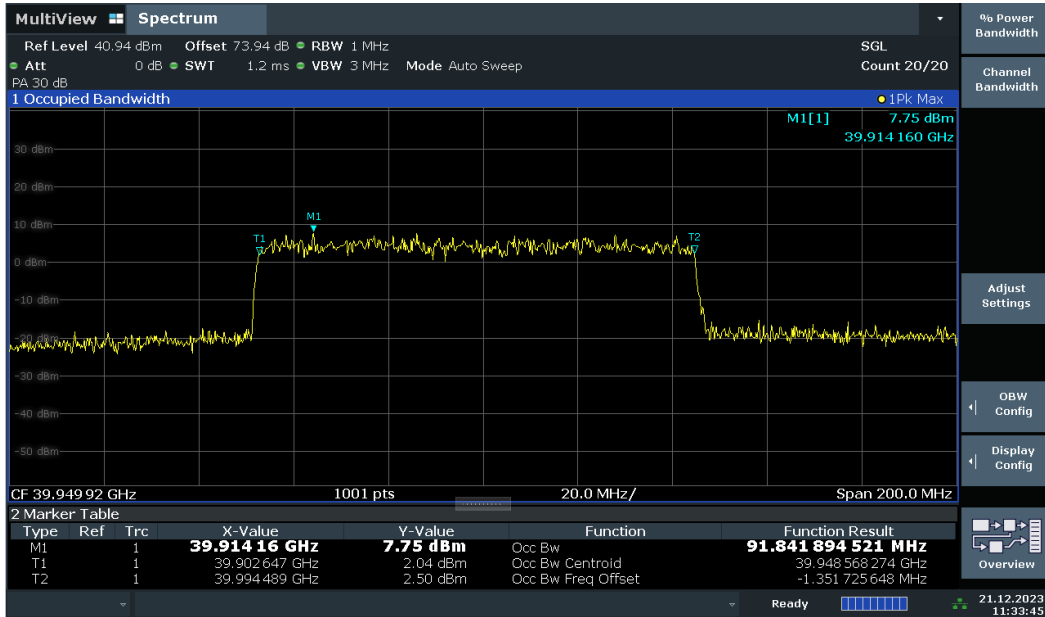 MultiView Spectrum
Ref Level 40.94 dBm Offset 73.94 dB RBW 1 MHz SGL
Att 0 dB SWT 1.2 ms VBW 3 MHz Mode Auto Sweep Count 20/20
PA 30 dB
1 Occupied Bandwidth 1Pk Max
M1[1] 7.75 dBm
39.914 160 GHz
30 dBm
20 dBm
M1
10 dBm
T1 T2
0 dBm
-10 dBm
-20 dBm
-30 dBm
-40 dBm
-50 dBm
CF 39.949 92 GHz 1001 pts 20.0 MHz/ Span 200.0 MHz
2 Marker Table
Type Ref Trc X-Value Y-Value Function Function Result
M1 1 39.914 16 GHz 7.75 dBm Occ Bw 91.841 894 521 MHz
T1 1 39.902 647 GHz 2.04 dBm Occ Bw Centroid 39.948 568 274 GHz
T2 1 39.994 489 GHz 2.50 dBm Occ Bw Freq Offset -1.351 725 648 MHz
% Power
Bandwidth
Channel
Bandwidth
Adjust
Settings
OBW
Config
Display
Config
Overview
Ready 21.12.2023
11:33:45